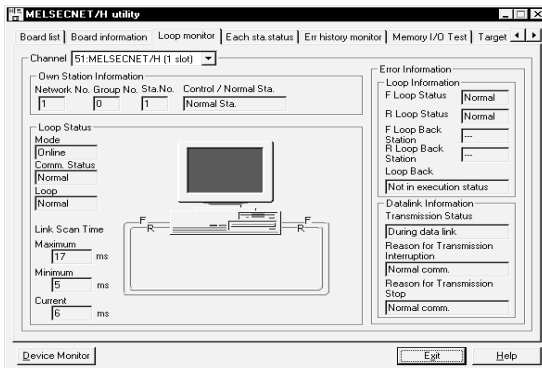 MELSECNET/H utility
Board list Board information Loop monitor Each sta.status Err history monitor Memory I/O Test Target
Channel 51:MELSECNET/H (1 slot)
Own Station Information
Network No. Group No. Sta.No. Control / Normal Sta.
1 0 1 Normal Sta.
Loop Status
Mode
Online
Comm. Status
Normal
Loop
Normal
Link Scan Time
Maximum
17 ms
Minimum
5 ms
Current
6 ms
F F
R R
Error Information
Loop Information
F Loop Status Normal
R Loop Status Normal
F Loop Back
Station ---
R Loop Back
Station ---
Loop Back
Not in execution status
Datalink Information
Transmission Status
During data link
Reason for Transmission
Interruption
Normal comm.
Reason for Transmission
Stop
Normal comm.
Device Monitor Exit Help